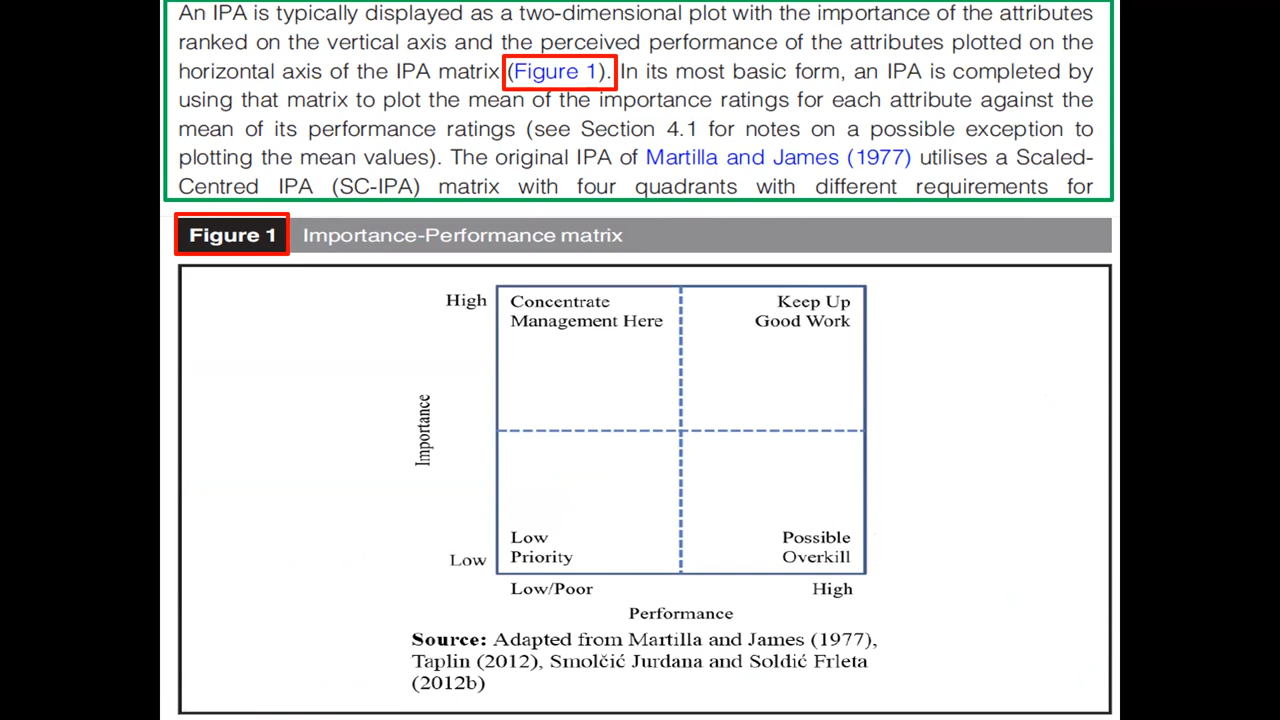 An IPA is typically displayed as a two-dimensional plot with the importance of the attributes
ranked on the vertical axis and the perceived performance of the attributes plotted on the
horizontal axis of the IPA matrix (Figure 1). In its most basic form, an IPA is completed by
using that matrix to plot the mean of the importance ratings for each attribute against the
mean of its performance ratings (see Section 4.1 for notes on a possible exception to
plotting the mean values). The original IPA of Martilla and James (1977) utilises a Scaled-
Centred IPA (SC-IPA) matrix with four quadrants with different requirements for
Figure 1 Importance-Performance matrix
High
Concentrate
Management Here
Keep Up
Good Work
Importance
Low
Priority
Possible
Overkill
Low
Low/Poor
High
Performance
Source: Adapted from Martilla and James (1977),
Taplin (2012), Smolčić Jurdana and Soldić Frleta
(2012b)